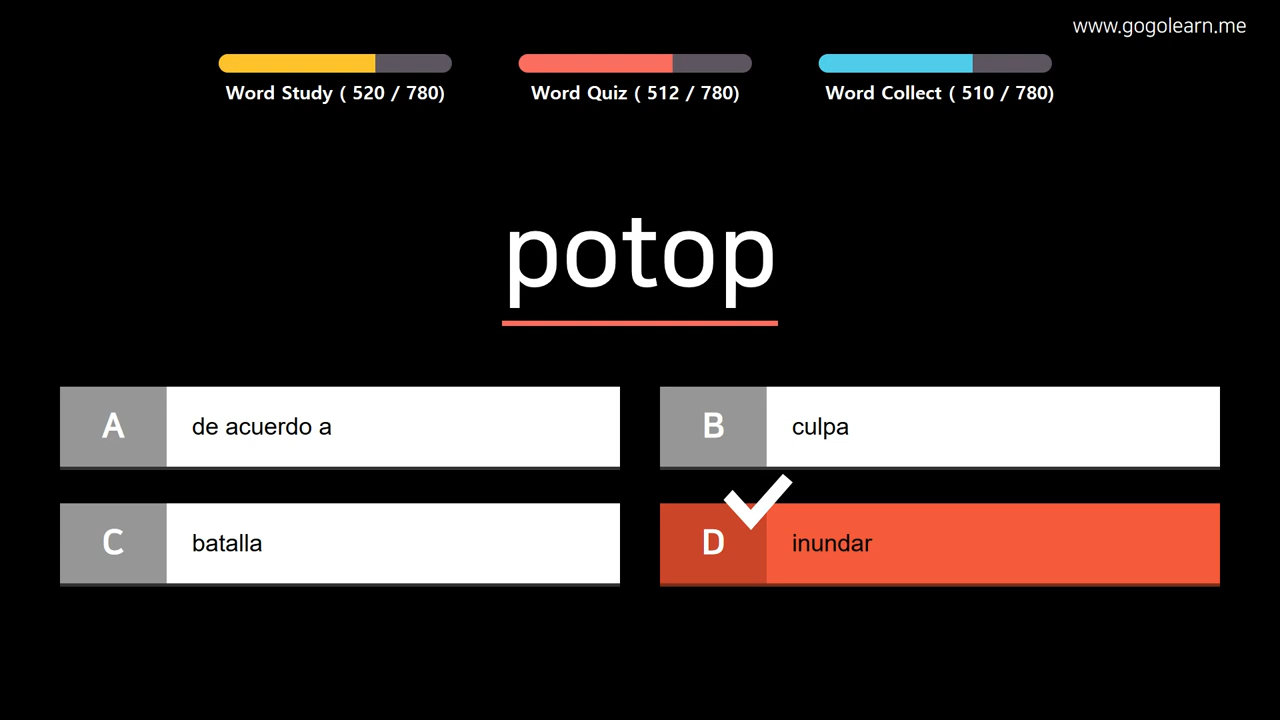 www.gogolearn.me
Word Study ( 520 / 780)
Word Quiz ( 512 / 780)
Word Collect ( 510 / 780)
potop
A
de acuerdo a
B
culpa
C
batalla
D
inundar